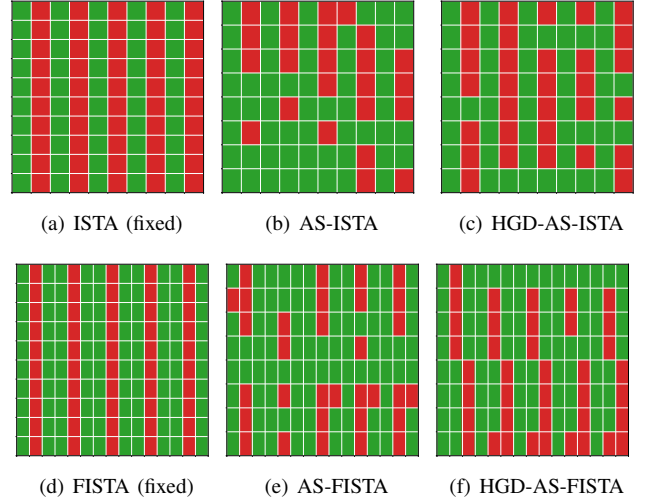 (a) ISTA (fixed)
(b) AS-ISTA
(c) HGD-AS-ISTA
(d) FISTA (fixed)
(e) AS-FISTA
(f) HGD-AS-FISTA